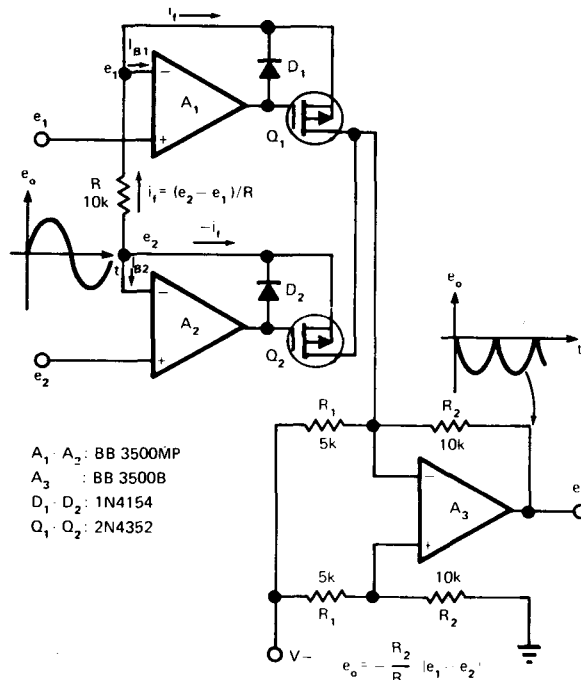 i_f
I_B1
e_1
A_1
D_1
Q_1
e_1
e_o
R
10k
i_f = (e_2 − e_1)/R
e_2
−i_f
t
I_B2
A_2
D_2
Q_2
e_2
e_o
t
R_1
5k
R_2
10k
A_1 · A_2 : BB 3500MP
A_3 : BB 3500B
D_1 · D_2 : 1N4154
Q_1 · Q_2 : 2N4352
A_3
e
5k
R_1
10k
R_2
V−
e_o = − R_2/R |e_1 - e_2|